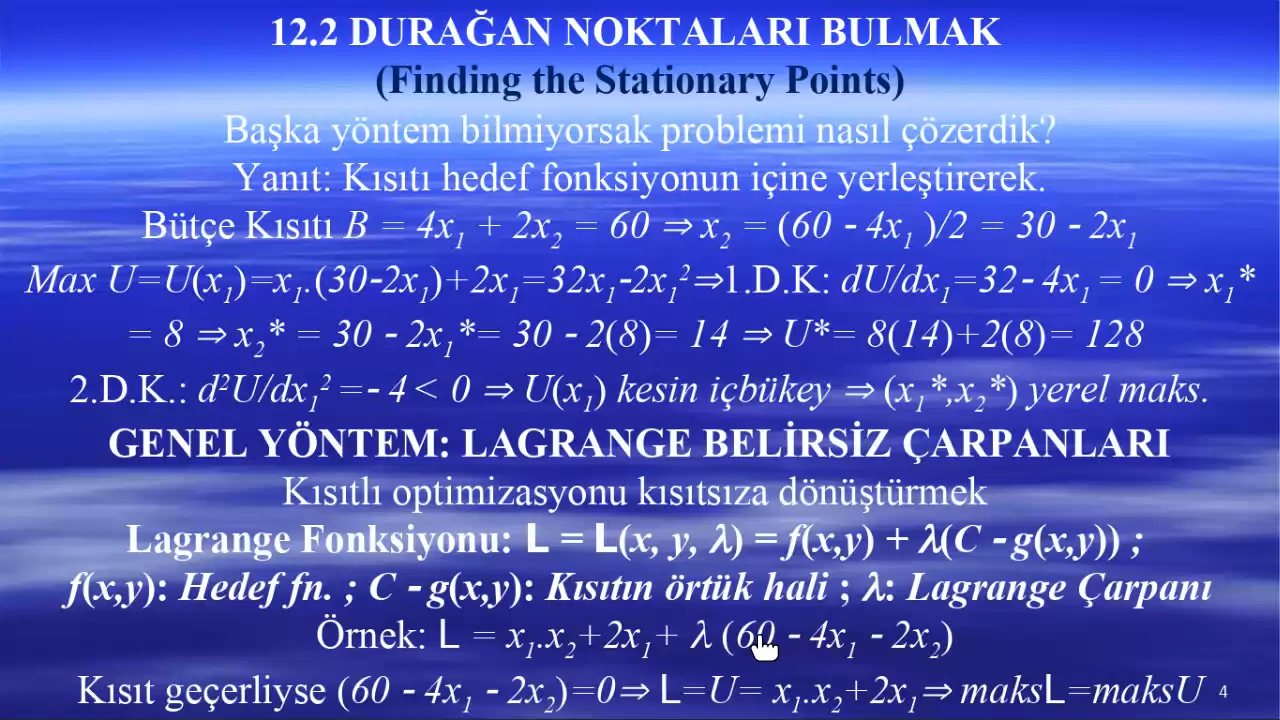 12.2 DURAĞAN NOKTALARI BULMAK
(Finding the Stationary Points)
Başka yöntem bilmiyorsak problemi nasıl çözerdik?
Yanıt: Kısıtı hedef fonksiyonun içine yerleştirerek.
Bütçe Kısıtı B = 4x₁ + 2x₂ = 60 ⇒ x₂ = (60 - 4x₁ )/2 = 30 - 2x₁
Max U=U(x₁)=x₁.(30-2x₁)+2x₁=32x₁-2x₁²⇒1.D.K: dU/dx₁=32- 4x₁ = 0 ⇒ x₁*
= 8 ⇒ x₂* = 30 - 2x₁*= 30 - 2(8)= 14 ⇒ U*= 8(14)+2(8)= 128
2.D.K.: d²U/dx₁² =- 4 < 0 ⇒ U(x₁) kesin içbükey ⇒ (x₁*,x₂*) yerel maks.
GENEL YÖNTEM: LAGRANGE BELİRSİZ ÇARPANLARI
Kısıtlı optimizasyonu kısıtsıza dönüştürmek
Lagrange Fonksiyonu: L = L(x, y, λ) = f(x,y) + λ(C - g(x,y)) ;
f(x,y): Hedef fn. ; C - g(x,y): Kısıtın örtük hali ; λ: Lagrange Çarpanı
Örnek: L = x₁.x₂+2x₁+ λ (60 - 4x₁ - 2x₂)
Kısıt geçerliyse (60 - 4x₁ - 2x₂)=0⇒ L=U= x₁.x₂+2x₁⇒ maksL=maksU 4